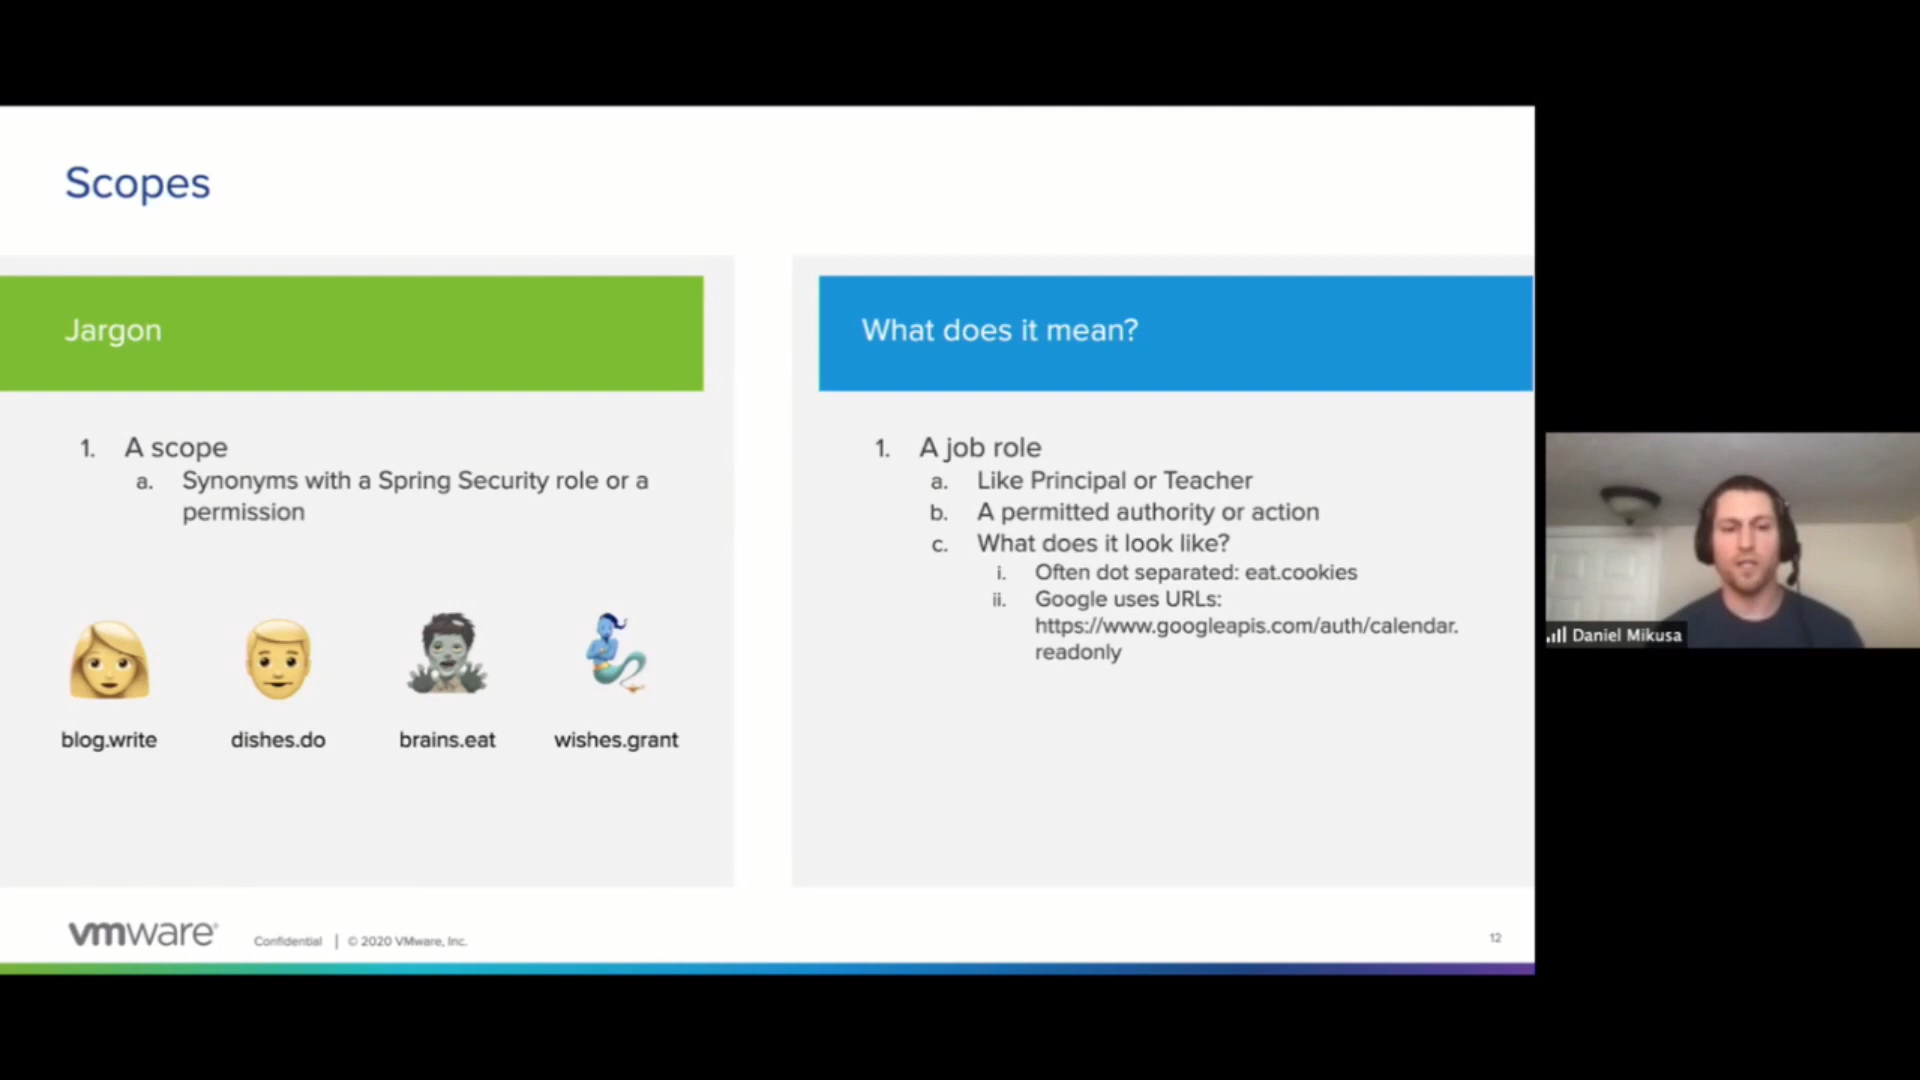 Scopes
Jargon
1. A scope
a. Synonyms with a Spring Security role or a
permission
blog.write
dishes.do
brains.eat
wishes.grant
What does it mean?
1. A job role
a. Like Principal or Teacher
b. A permitted authority or action
c. What does it look like?
i. Often dot separated: eat.cookies
ii. Google uses URLs:
https://www.googleapis.com/auth/calendar.
readonly
Daniel Mikusa
vmware®
Confidential | © 2020 VMware, Inc.
12